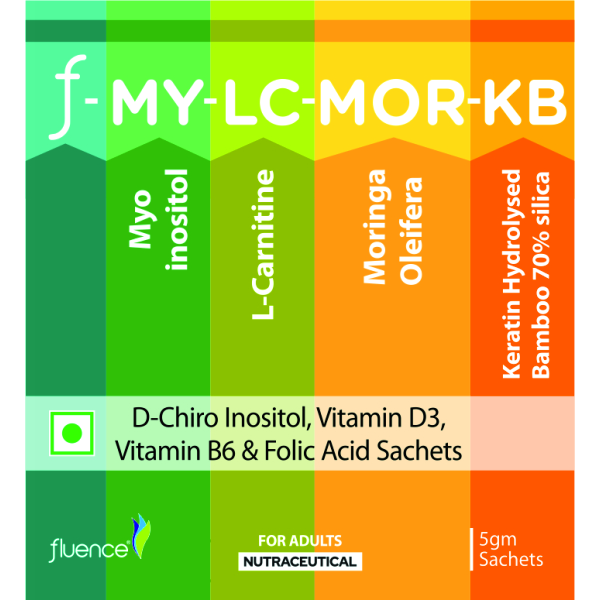 f-MY-LC-MOR-KB
Myo
inositol
L-Carnitine
Moringa
Oleifera
Keratin Hydrolysed
Bamboo 70% silica
D-Chiro Inositol, Vitamin D3,
Vitamin B6 & Folic Acid Sachets
fluence®
FOR ADULTS
NUTRACEUTICAL
5gm
Sachets